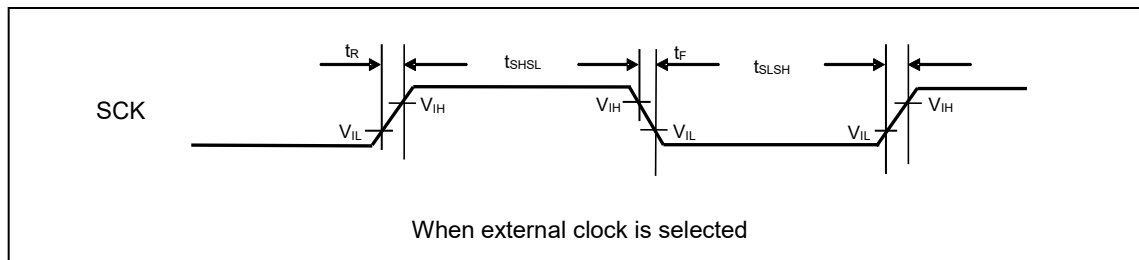 tR tSHSL tF tSLSH
SCK VIH VIH VIH
VIL VIL VIL
When external clock is selected